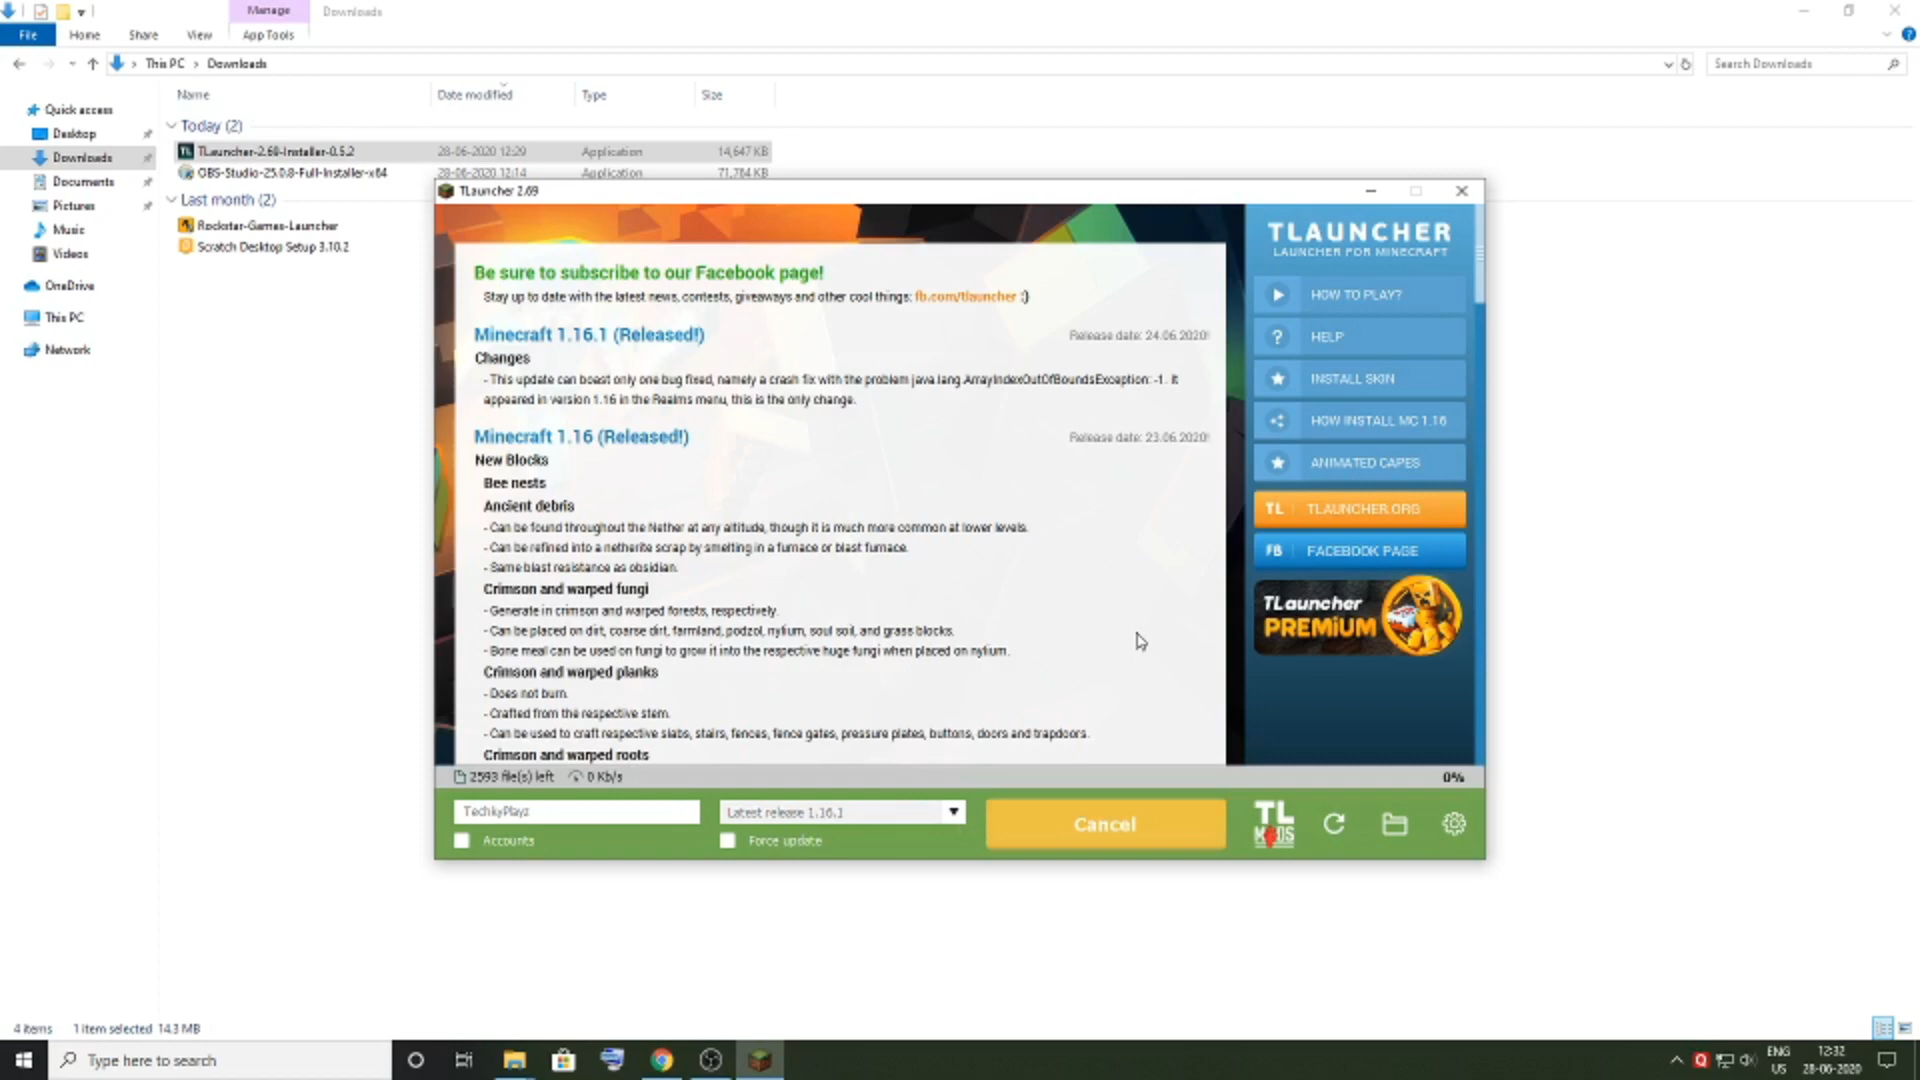 Manage
Downloads
File
Home
Share
View
App Tools
This PC > Downloads
Search Downloads
Name
Date modified
Type
Size
Quick access
Desktop
Downloads
Documents
Pictures
Music
Videos
OneDrive
This PC
Network
Today (2)
TLauncher-2.69-Installer-0.5.2
28-06-2020 12:29
Application
14,647 KB
OBS-Studio-25.0.8-Full-Installer-x64
28-06-2020 12:14
Application
71,764 KB
Last month (2)
Rockstar-Games-Launcher
Scratch Desktop Setup 3.10.2
TLauncher 2.69
Be sure to subscribe to our Facebook page!
Stay up to date with the latest news, contests, giveaways and other cool things: fb.com/tlauncher :)
Minecraft 1.16.1 (Released!)
Release date: 24.06.2020!
Changes
- This update can boast only one bug fixed, namely a crash fix with the problem java.lang.ArrayIndexOutOfBoundsException: -1. It
appeared in version 1.16 in the Realms menu, this is the only change.
Minecraft 1.16 (Released!)
Release date: 23.06.2020!
New Blocks
Bee nests
Ancient debris
- Can be found throughout the Nether at any altitude, though it is much more common at lower levels.
- Can be refined into a netherite scrap by smelting in a furnace or blast furnace.
- Same blast resistance as obsidian.
Crimson and warped fungi
- Generate in crimson and warped forests, respectively.
- Can be placed on dirt, coarse dirt, farmland, podzol, nylium, soul soil, and grass blocks.
- Bone meal can be used on fungi to grow it into the respective huge fungi when placed on nylium.
Crimson and warped planks
- Does not burn.
- Crafted from the respective stem.
- Can be used to craft respective slabs, stairs, fences, fence gates, pressure plates, buttons, doors and trapdoors.
Crimson and warped roots
TLAUNCHER
LAUNCHER FOR MINECRAFT
HOW TO PLAY?
? HELP
INSTALL SKIN
HOW INSTALL MC 1.16
ANIMATED CAPES
TL TLAUNCHER.ORG
FB FACEBOOK PAGE
TLauncher
PREMIUM
2593 file(s) left
0 Kb/s
0%
TechkyPlayz
Latest release 1.16.1
Cancel
TL
KIDS
Accounts
Force update
4 items
1 item selected 14.3 MB
Type here to search
ENG
US
12:32
28-06-2020